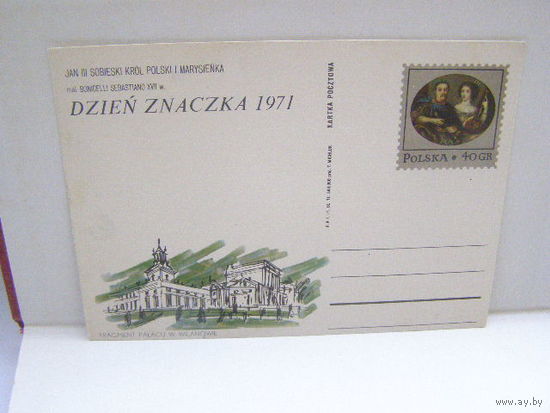 JAN III SOBIESKI KRÓL POLSKI I MARYSIEŃKA
mal. BONICELLI SEBASTIANO XVII w.
DZIEŃ ZNACZKA 1971
KARTKA POCZTOWA
POLSKA • 40 GR
FRAGMENT PAŁACU W WILANOWIE
www.ay.by